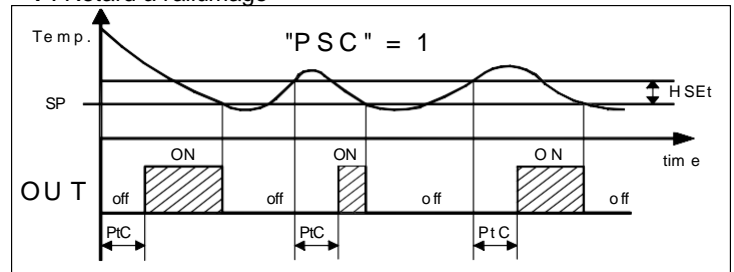 Temp.
"PSC" = 1
HSEt
SP
time
ON
ON
ON
OUT
off
off
off
off
PtC
PtC
PtC